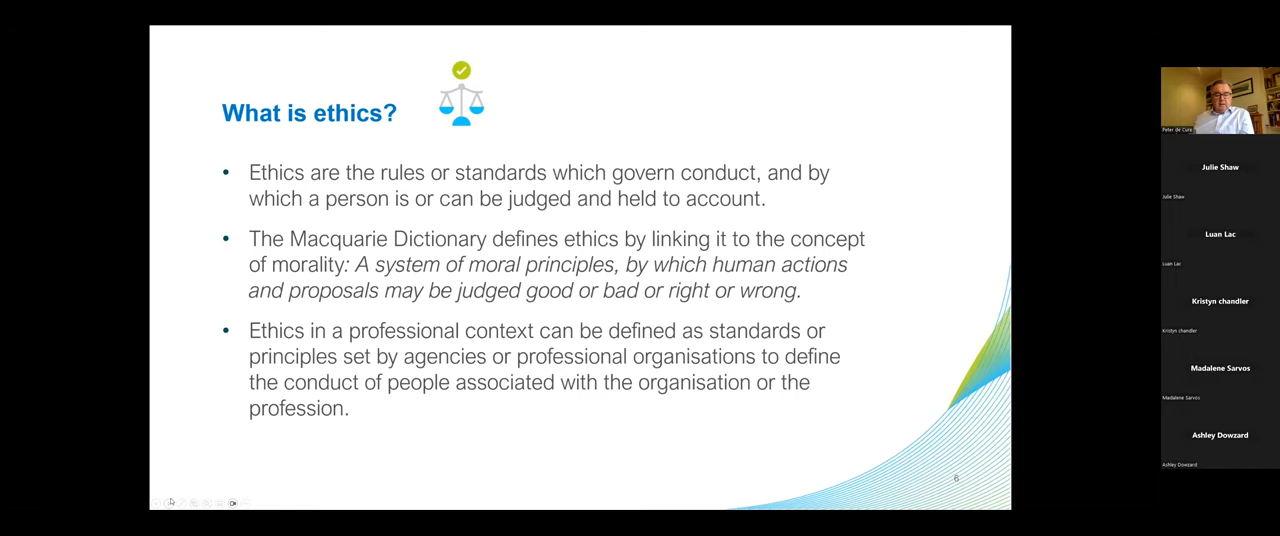 What is ethics?
• Ethics are the rules or standards which govern conduct, and by
which a person is or can be judged and held to account.
• The Macquarie Dictionary defines ethics by linking it to the concept
of morality: A system of moral principles, by which human actions
and proposals may be judged good or bad or right or wrong.
• Ethics in a professional context can be defined as standards or
principles set by agencies or professional organisations to define
the conduct of people associated with the organisation or the
profession.
6
Peter de Cure
Julie Shaw
Julie Shaw
Luan Lac
Luan Lac
Kristyn chandler
Kristyn chandler
Madalene Sarvos
Madalene Sarvos
Ashley Dowzard
Ashley Dowzard